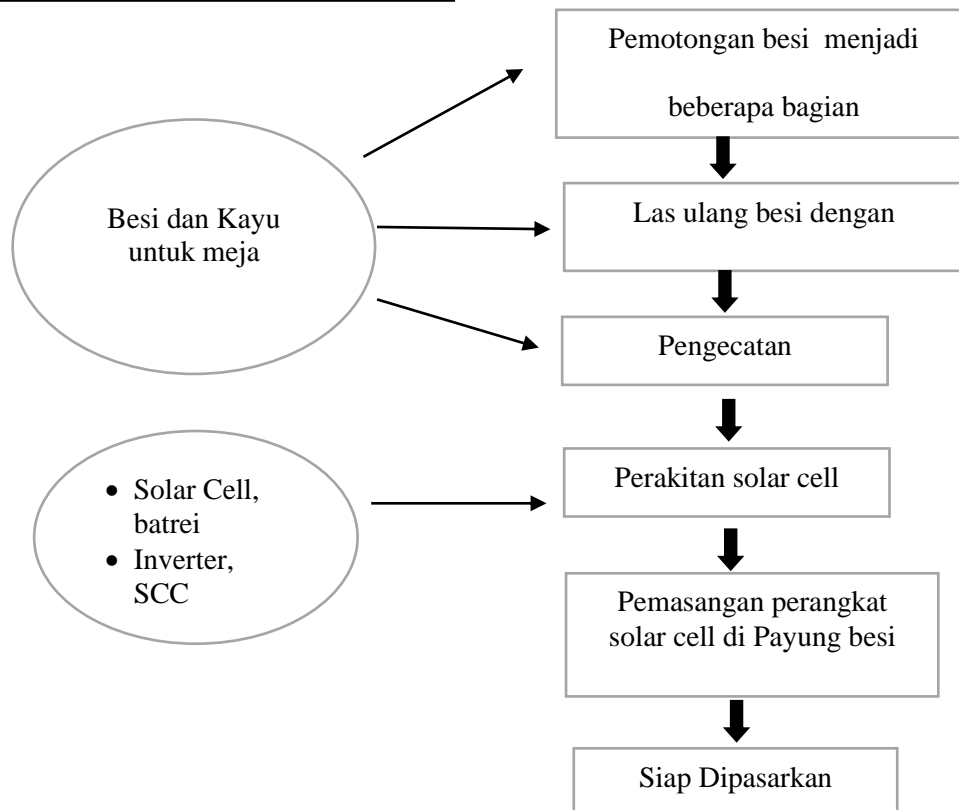 Pemotongan besi menjadi
beberapa bagian
Besi dan Kayu
untuk meja
Las ulang besi dengan
Pengecatan
• Solar Cell,
batrei
• Inverter,
SCC
Perakitan solar cell
Pemasangan perangkat
solar cell di Payung besi
Siap Dipasarkan